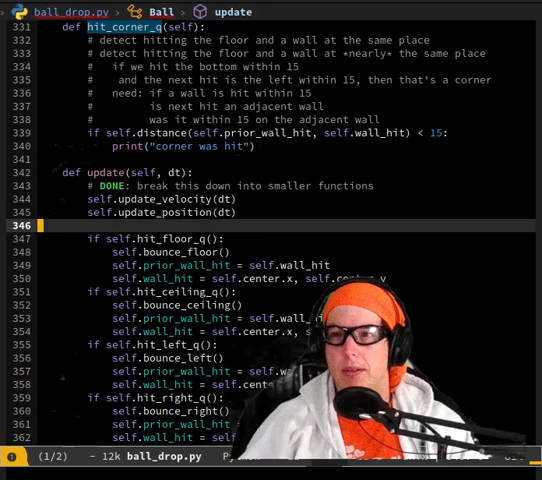 ball_drop.py › Ball › update
331 def hit_corner_q(self):
332 # detect hitting the floor and a wall at the same place
333 # detect hitting the floor and a wall at *nearly* the same place
334 # if we hit the bottom within 15
335 # and the next hit is the left within 15, then that's a corner
336 # need: if a wall is hit within 15
337 # is next hit an adjacent wall
338 # was it within 15 on the adjacent wall
339 if self.distance(self.prior_wall_hit, self.wall_hit) < 15:
340 print("corner was hit")
341
342 def update(self, dt):
343 # DONE: break this down into smaller functions
344 self.update_velocity(dt)
345 self.update_position(dt)
346
347 if self.hit_floor_q():
348 self.bounce_floor()
349 self.prior_wall_hit = self.wall_hit
350 self.wall_hit = self.center.x, self.center.y
351 if self.hit_ceiling_q():
352 self.bounce_ceiling()
353 self.prior_wall_hit = self.wall_
354 self.wall_hit = self.center.x,
355 if self.hit_left_q():
356 self.bounce_left()
357 self.prior_wall_hit =
358 self.wall_hit =
359 if self.hit_right_q():
360 self.bounce_right()
361 self.prior_wall_hit
362 self.wall_hit =
(1/2) - 12k ball_drop.py